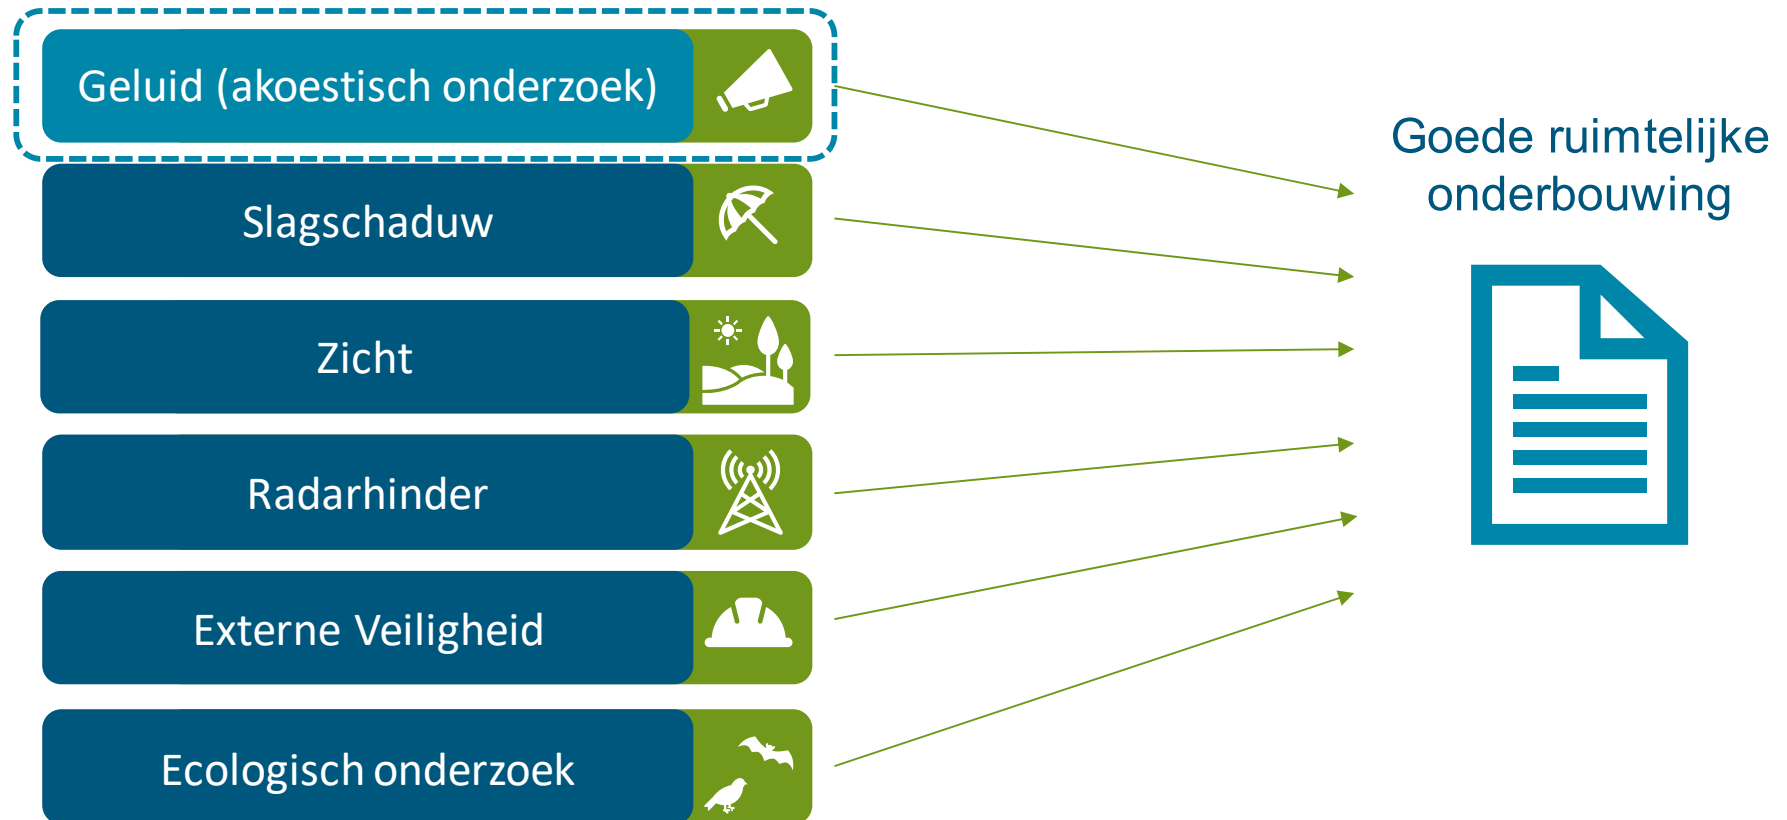 Geluid (akoestisch onderzoek)
Slagschaduw
Zicht
Radarhinder
Externe Veiligheid
Ecologisch onderzoek
Goede ruimtelijke
onderbouwing